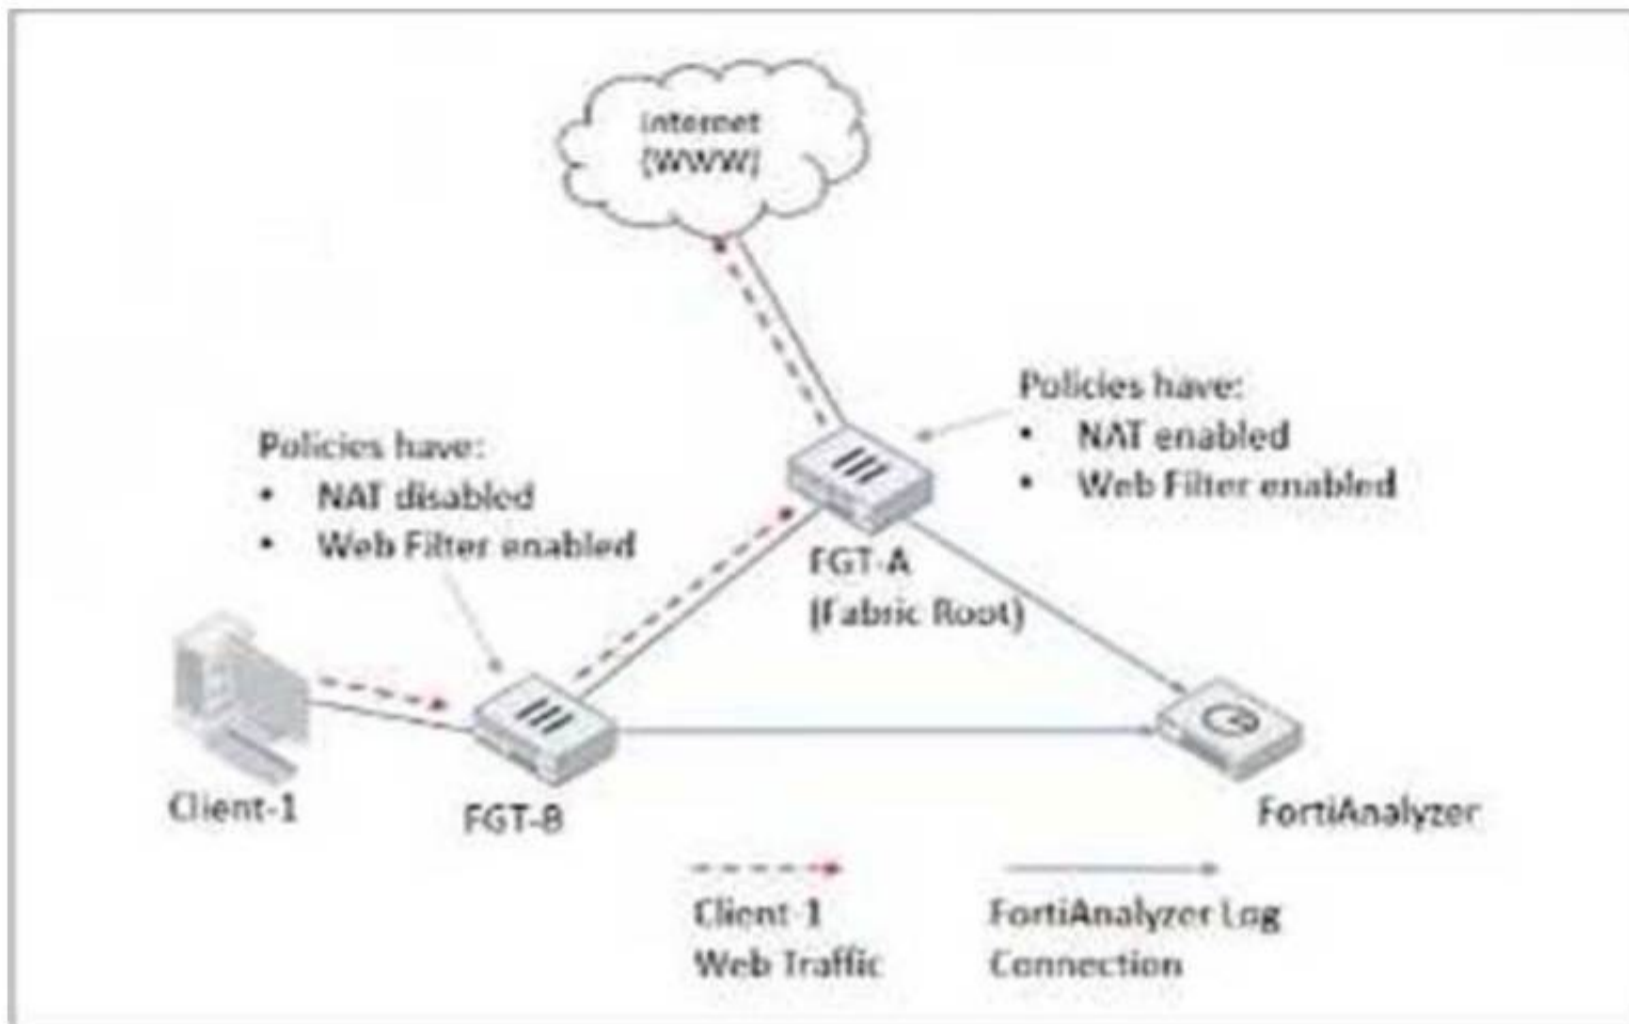 Internet
(WWW)
Policies have:
• NAT enabled
• Web Filter enabled
Policies have:
• NAT disabled
• Web Filter enabled
FGT-A
(Fabric Root)
Client-1
FGT-B
FortiAnalyzer
Client-1
Web Traffic
FortiAnalyzer Log
Connection